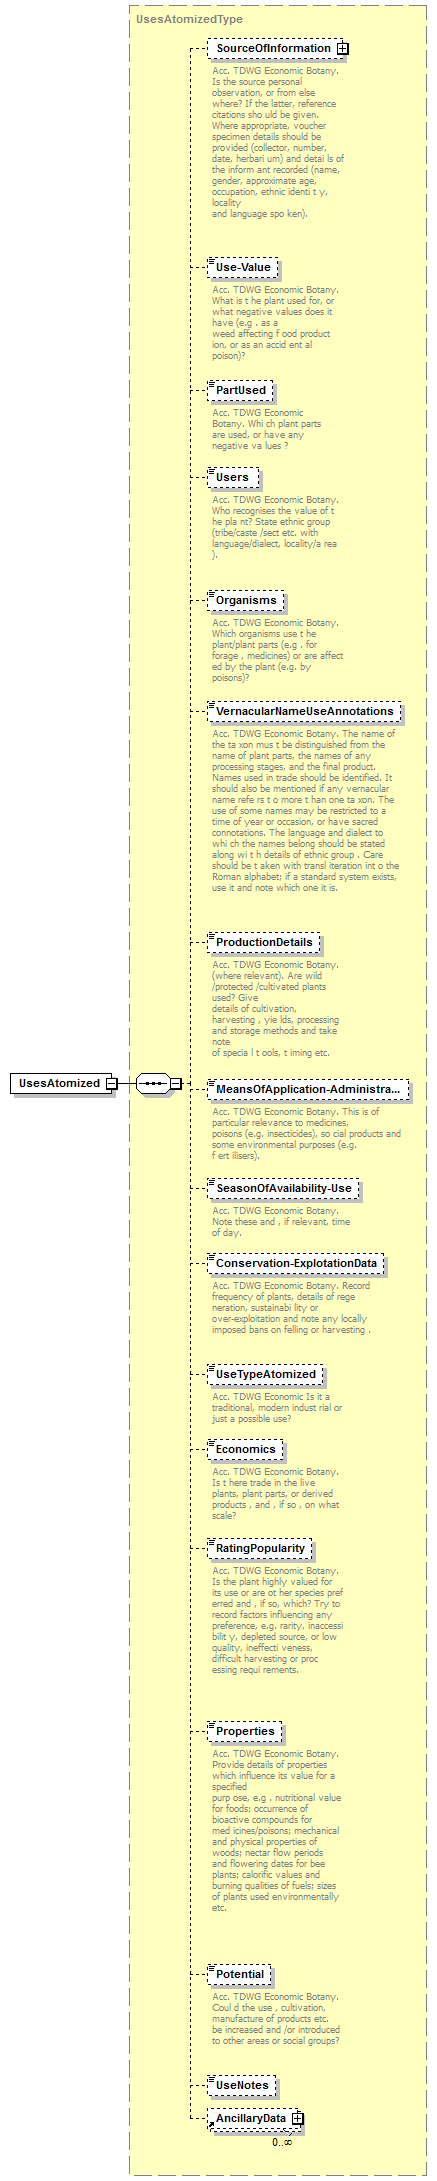 UsesAtomizedType
SourceOfInformation
Acc. TDWG Economic Botany.
Is the source personal
observation, or from else
where? If the latter, reference
citations sho uld be given.
Where appropriate, voucher
specimen details should be
provided (collector, number,
date, herbari um) and detai ls of
the inform ant recorded (name,
gender, approximate age,
occupation, ethnic identi t y,
locality
and language spo ken).
Use-Value
Acc. TDWG Economic Botany.
What is t he plant used for, or
what negative values does it
have (e.g . as a
weed affecting f ood product
ion, or as an accid ent al
poison)?
PartUsed
Acc. TDWG Economic
Botany. Whi ch plant parts
are used, or have any
negative va lues ?
Users
Acc. TDWG Economic Botany.
Who recognises the value of t
he pla nt? State ethnic group
(tribe/caste /sect etc. with
language/dialect, locality/a rea
).
Organisms
Acc. TDWG Economic Botany.
Which organisms use t he
plant/plant parts (e.g . for
forage , medicines) or are affect
ed by the plant (e.g. by
poisons)?
VernacularNameUseAnnotations
Acc. TDWG Economic Botany. The name of
the ta xon mus t be distinguished from the
name of plant parts, the names of any
processing stages, and the final product.
Names used in trade should be identified. It
should also be mentioned if any vernacular
name refe rs t o more t han one ta xon. The
use of some names may be restricted to a
time of year or occasion, or have sacred
connotations. The language and dialect to
whi ch the names belong should be stated
along wi t h details of ethnic group . Care
should be t aken with transl iteration int o the
Roman alphabet; if a standard system exists,
use it and note which one it is.
ProductionDetails
Acc. TDWG Economic Botany.
(where relevant). Are wild
/protected /cultivated plants
used? Give
details of cultivation,
harvesting , yie lds, processing
and storage methods and take
note
of specia l t ools, t iming etc.
UsesAtomized
MeansOfApplication-Administra...
Acc. TDWG Economic Botany. This is of
particular relevance to medicines,
poisons (e.g. insecticides), so cial products and
some environmental purposes (e.g.
f ert ilisers).
SeasonOfAvailability-Use
Acc. TDWG Economic Botany.
Note these and , if relevant, time
of day.
Conservation-ExplotationData
Acc. TDWG Economic Botany. Record
frequency of plants, details of rege
neration, sustainabi lity or
over-exploitation and note any locally
imposed bans on felling or harvesting .
UseTypeAtomized
Acc. TDWG Economic Is it a
traditional, modern indust rial or
just a possible use?
Economics
Acc. TDWG Economic Botany.
Is t here trade in the live
plants, plant parts, or derived
products , and , if so , on what
scale?
RatingPopularity
Acc. TDWG Economic Botany.
Is the plant highly valued for
its use or are ot her species pref
erred and , if so, which? Try to
record factors influencing any
preference, e.g. rarity, inaccessi
bilit y, depleted source, or low
quality, ineffecti veness,
difficult harvesting or proc
essing requi rements.
Properties
Acc. TDWG Economic Botany.
Provide details of properties
which influence its value for a
specified
purp ose, e.g . nutritional value
for foods; occurrence of
bioactive compounds for
med icines/poisons; mechanical
and physical properties of
woods; nectar flow periods
and flowering dates for bee
plants; calorific values and
burning qualities of fuels; sizes
of plants used environmentally
etc.
Potential
Acc. TDWG Economic Botany.
Coul d the use , cultivation,
manufacture of products etc.
be increased and /or introduced
to other areas or social groups?
UseNotes
AncillaryData
0..∞